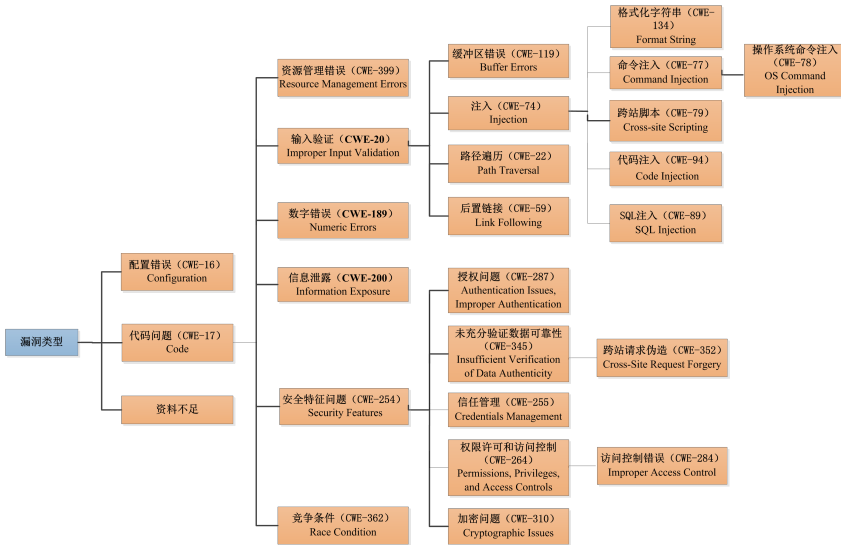 漏洞类型
配置错误（CWE-16）
Configuration
代码问题（CWE-17）
Code
资料不足
资源管理错误（CWE-399）
Resource Management Errors
输入验证（CWE-20）
Improper Input Validation
数字错误（CWE-189）
Numeric Errors
信息泄露（CWE-200）
Information Exposure
安全特征问题（CWE-254）
Security Features
竞争条件（CWE-362）
Race Condition
缓冲区错误（CWE-119）
Buffer Errors
注入（CWE-74）
Injection
路径遍历（CWE-22）
Path Traversal
后置链接（CWE-59）
Link Following
格式化字符串（CWE-
134）
Format String
命令注入（CWE-77）
Command Injection
跨站脚本（CWE-79）
Cross-site Scripting
代码注入（CWE-94）
Code Injection
SQL注入（CWE-89）
SQL Injection
操作系统命令注入
（CWE-78）
OS Command
Injection
授权问题（CWE-287）
Authentication Issues,
Improper Authentication
未充分验证数据可靠性
（CWE-345）
Insufficient Verification
of Data Authenticity
信任管理（CWE-255）
Credentials Management
权限许可和访问控制
（CWE-264）
Permissions, Privileges,
and Access Controls
加密问题（CWE-310）
Cryptographic Issues
跨站请求伪造（CWE-352）
Cross-Site Request Forgery
访问控制错误（CWE-284）
Improper Access Control